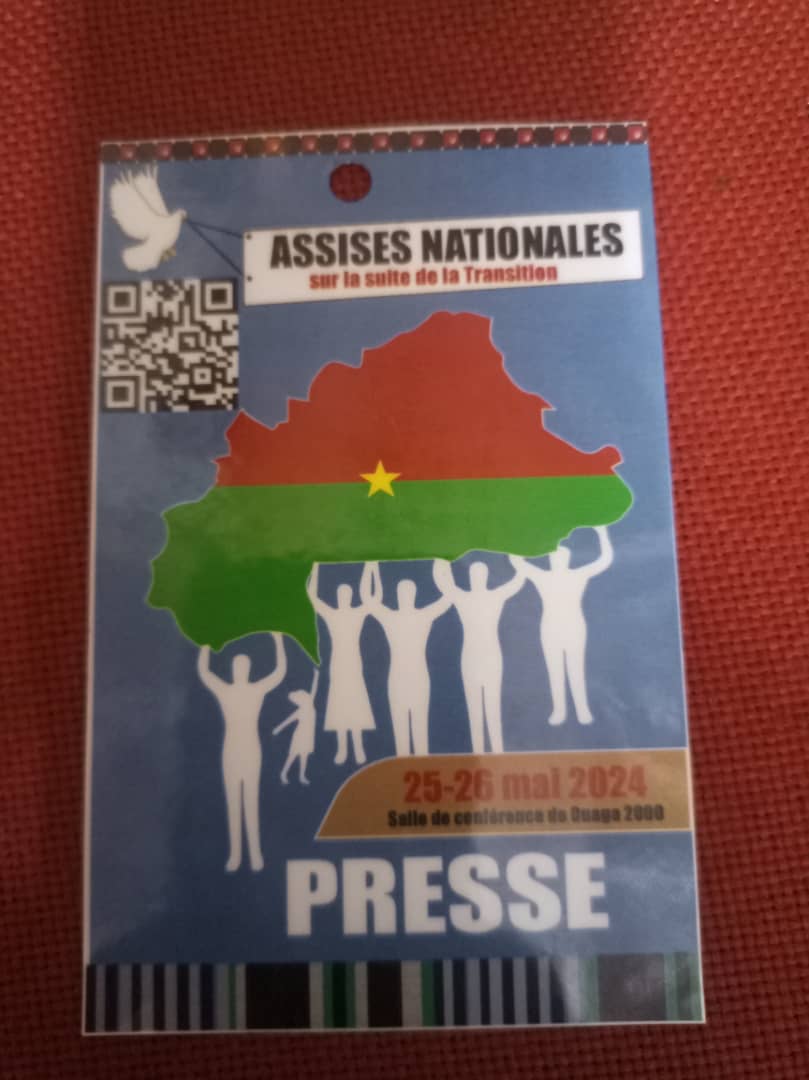 ASSISES NATIONALES
sur la suite de la Transition
25-26 mai 2024
Salle de conférence de Ouaga 2000
PRESSE